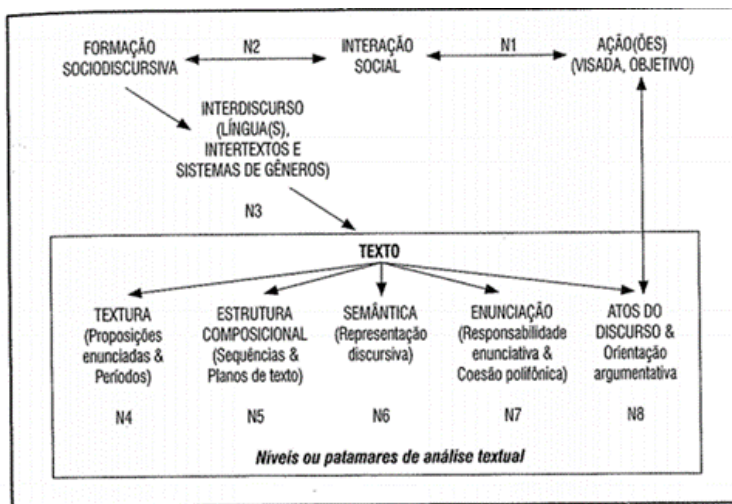 FORMAÇÃO
SOCIODISCURSIVA
N2
INTERAÇÃO
SOCIAL
N1
AÇÃO(ÕES)
(VISADA, OBJETIVO)
INTERDISCURSO
(LÍNGUA(S),
INTERTEXTOS E
SISTEMAS DE GÊNEROS)
N3
TEXTO
TEXTURA
(Proposições
enunciadas &
Períodos)
N4
ESTRUTURA
COMPOSICIONAL
(Sequências &
Planos de texto)
N5
SEMÂNTICA
(Representação
discursiva)
N6
ENUNCIAÇÃO
(Responsabilidade
enunciativa &
Coesão polifônica)
N7
ATOS DO
DISCURSO &
Orientação
argumentativa
N8
Níveis ou patamares de análise textual